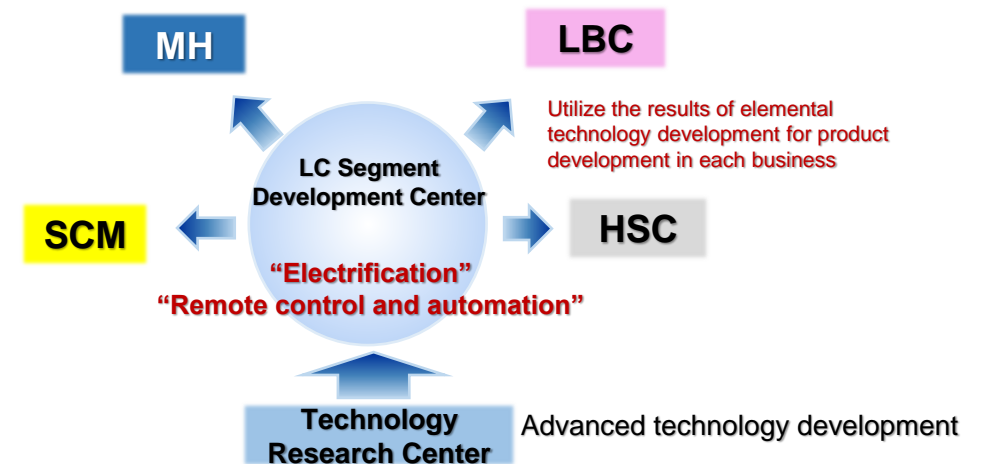 MH
LBC
Utilize the results of elemental
technology development for product
development in each business
LC Segment
Development Center
SCM
HSC
“Electrification”
“Remote control and automation”
Technology
Research Center
Advanced technology development